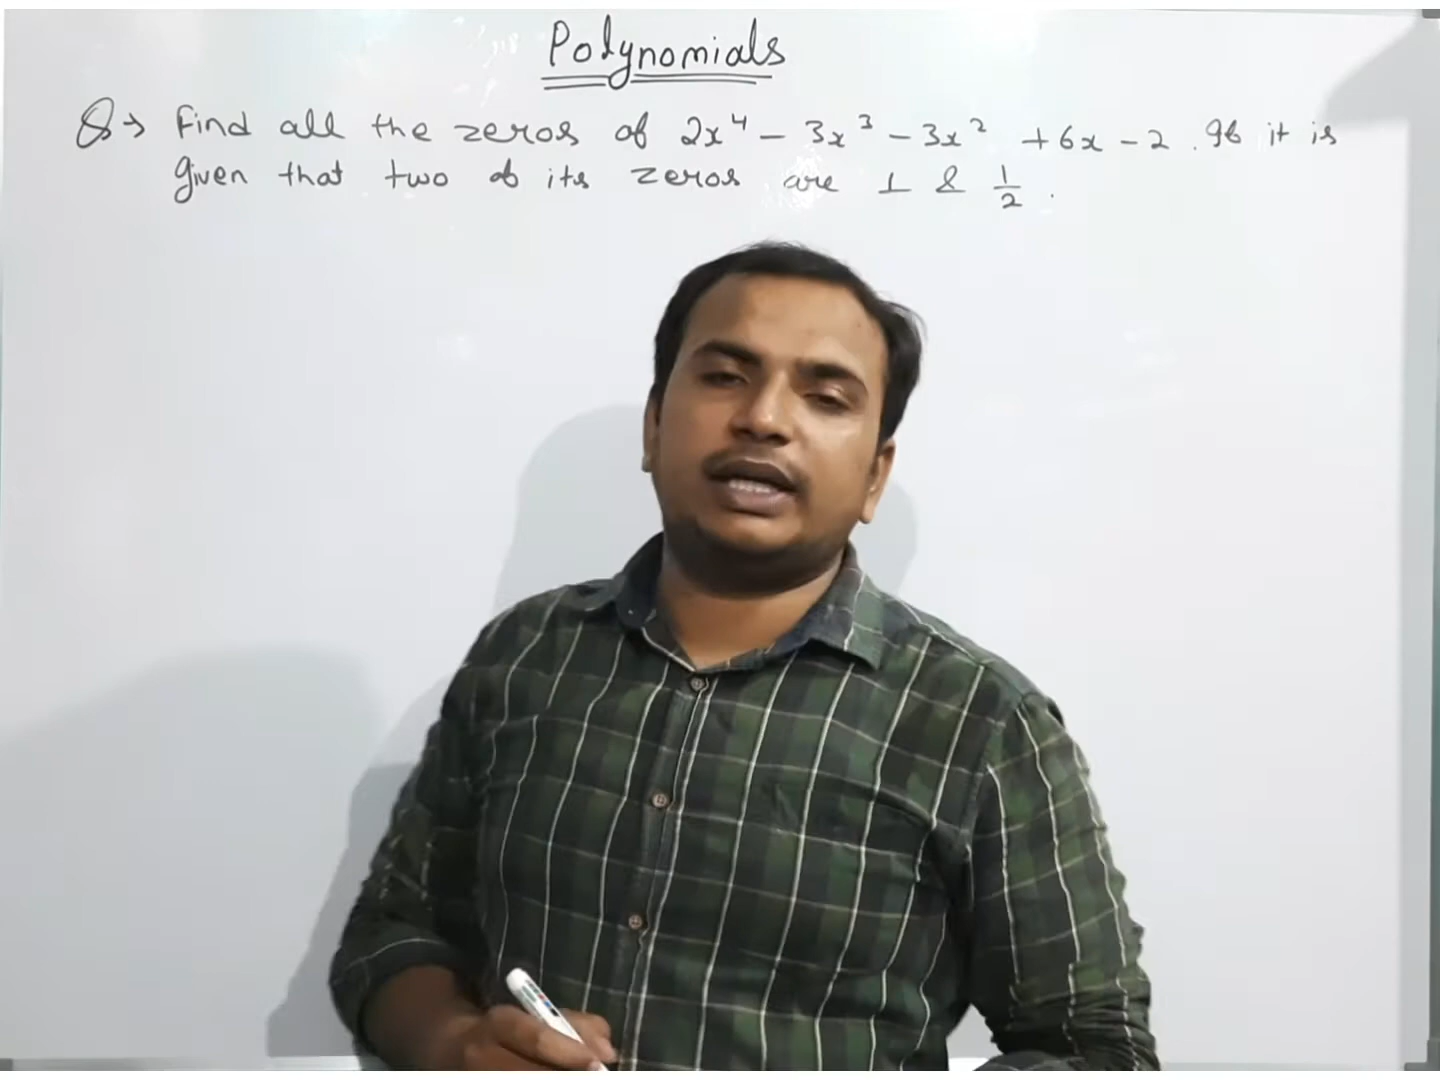 Polynomials
Q→ Find all the zeros of 2x⁴ - 3x³ - 3x² + 6x - 2. If it is
given that two of its zeros are 1 & 1/2.